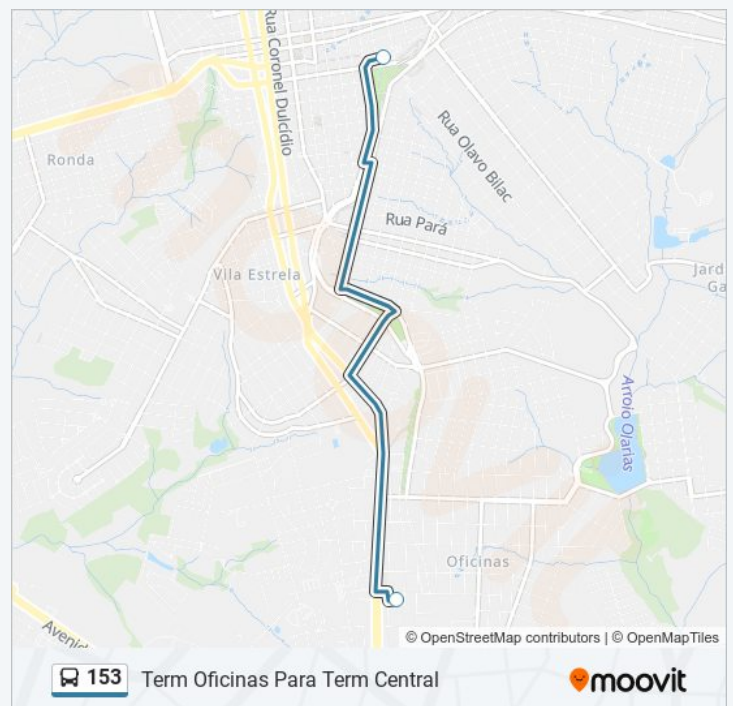 Rua Coronel Dulcídio
Ronda
Rua Olavo Bilac
Rua Pará
Vila Estrela
Jard
Ga
Arroio Olarias
Oficinas
Avenid
© OpenStreetMap contributors | © OpenMapTiles
153 Term Oficinas Para Term Central
moovit